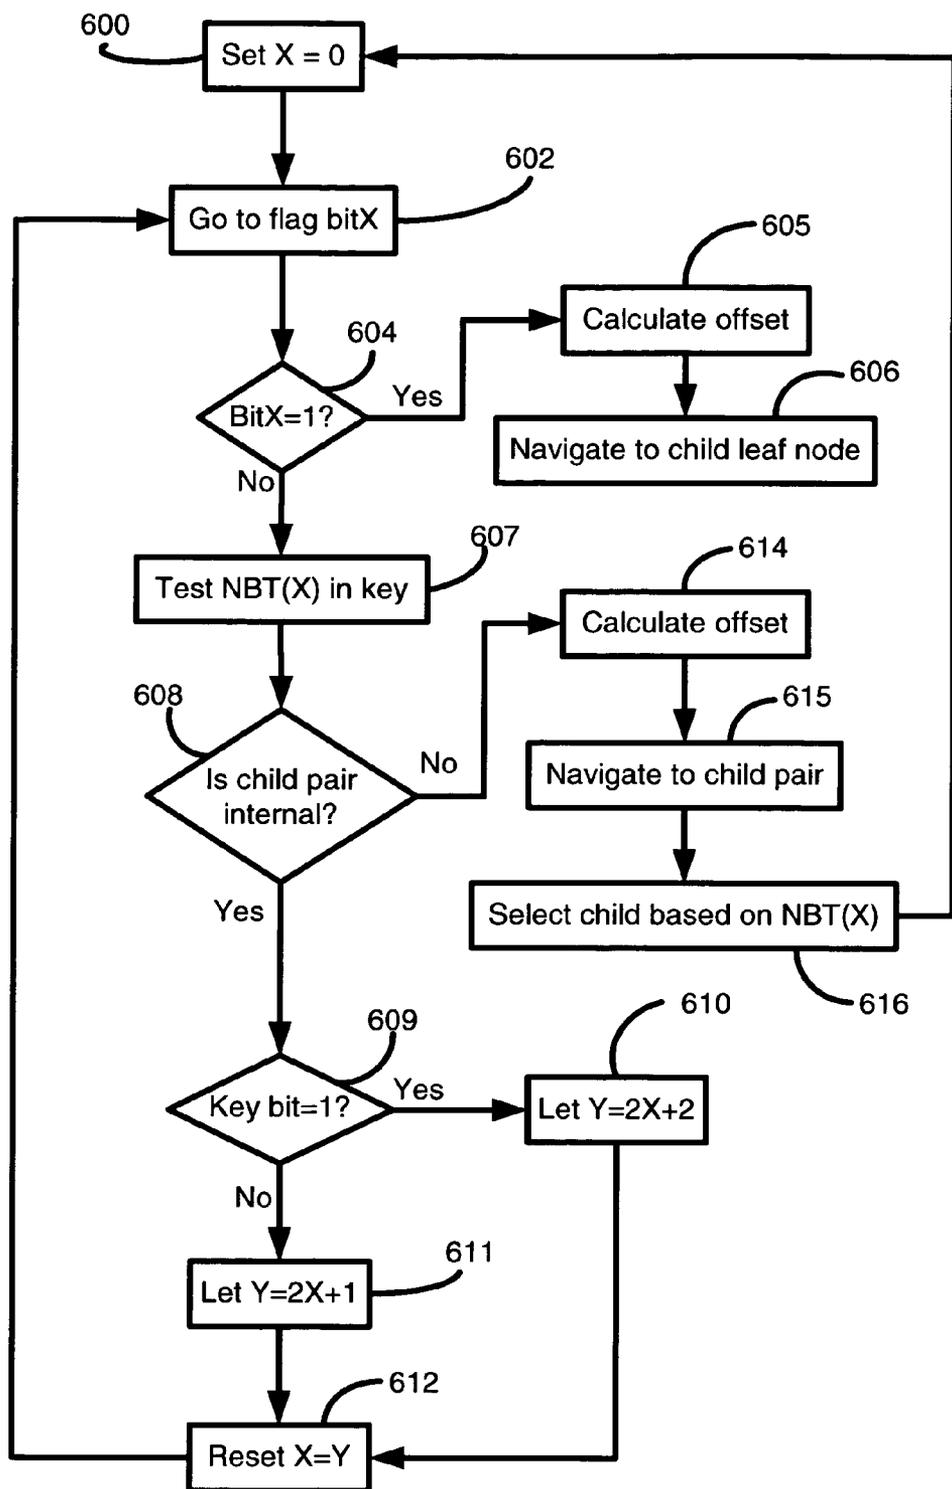 600
Set X = 0
602
Go to flag bitX
605
Calculate offset
604
BitX=1?
Yes
606
Navigate to child leaf node
No
607
Test NBT(X) in key
614
Calculate offset
608
Is child pair
internal?
No
615
Navigate to child pair
Yes
Select child based on NBT(X)
616
609
Key bit=1?
Yes
610
Let Y=2X+2
No
611
Let Y=2X+1
612
Reset X=Y